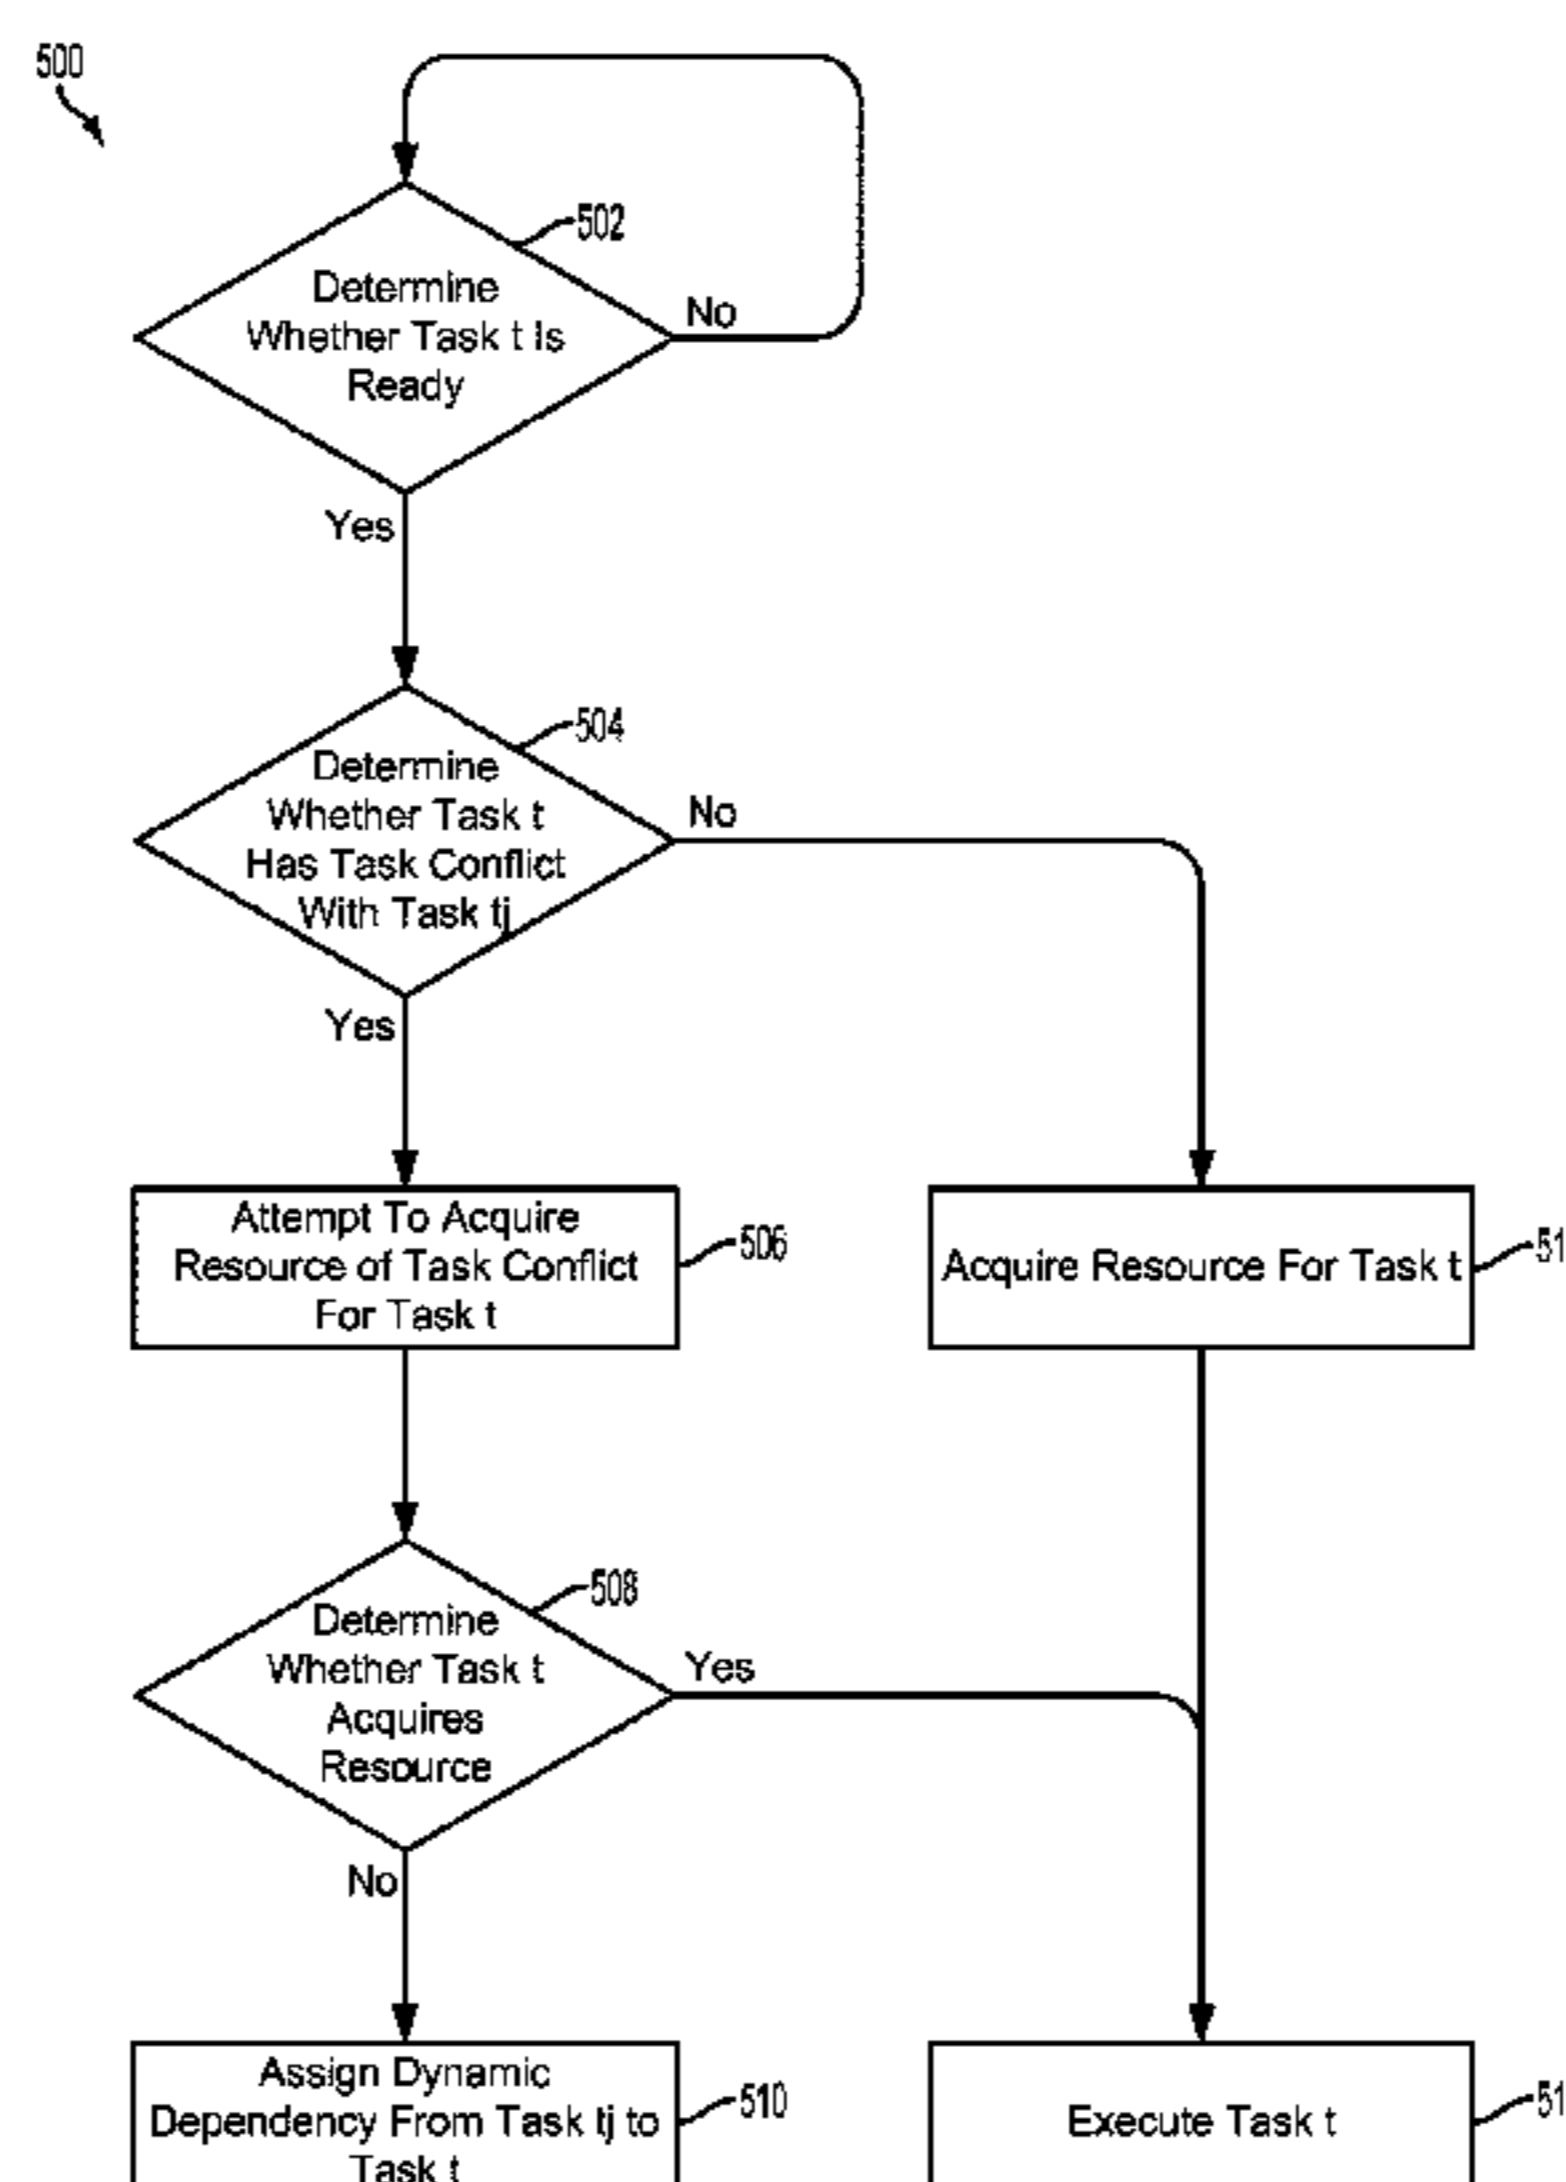 500
502
Determine
Whether Task t Is
Ready
No
Yes
504
Determine
Whether Task t
Has Task Conflict
With Task tj
No
Yes
Attempt To Acquire
Resource of Task Conflict
For Task t
506
Acquire Resource For Task t
51
508
Determine
Whether Task t
Acquires
Resource
Yes
No
Assign Dynamic
Dependency From Task tj to
Task t
510
Execute Task t
51